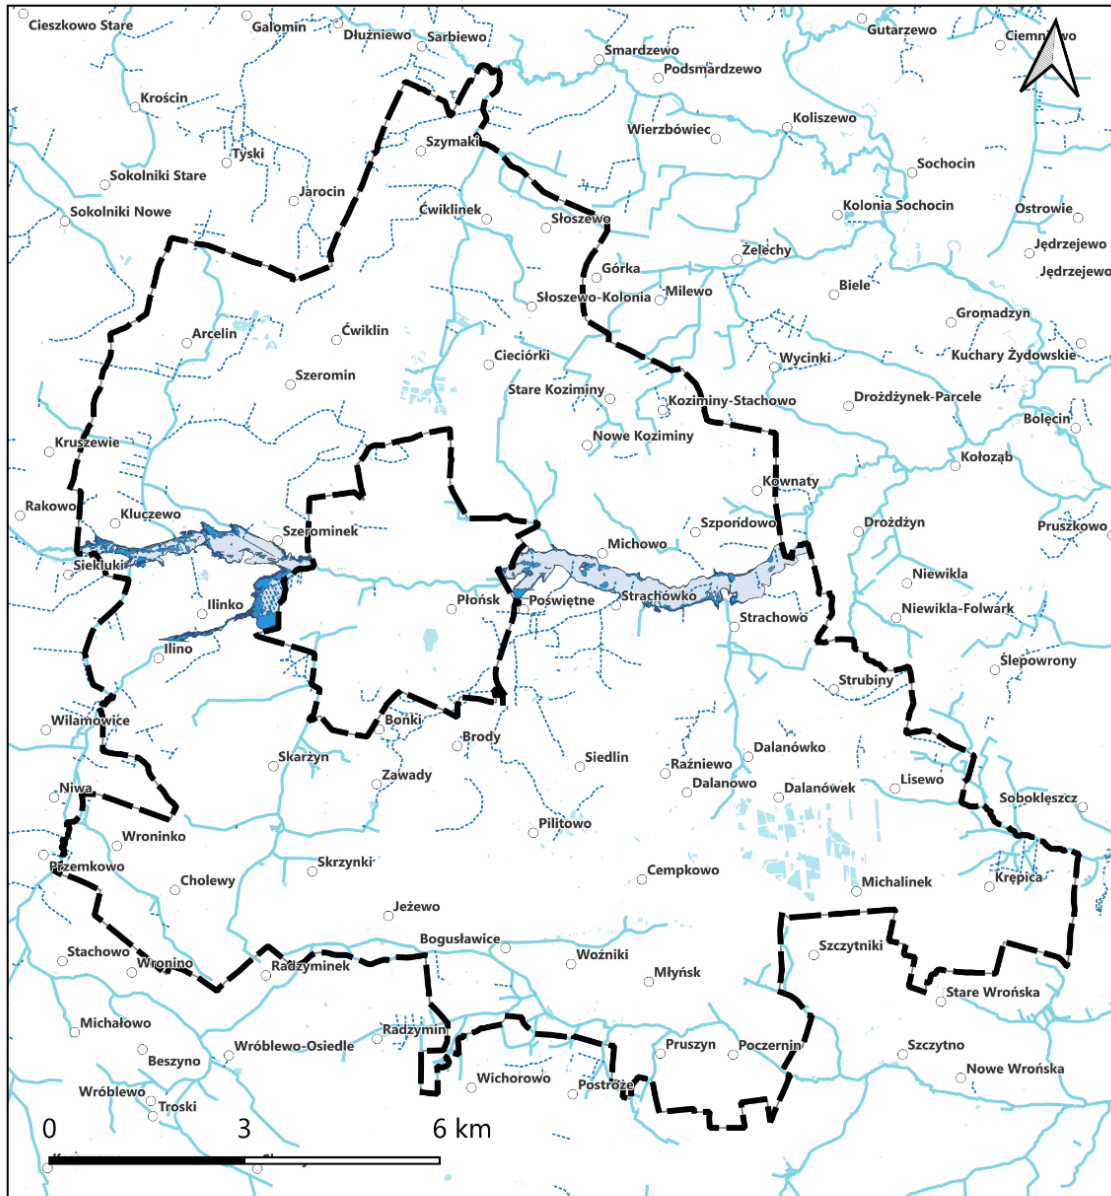 Cieszkowo Stare
Galomin
Dłużniewo
Sarbiewo
Gutarzewo
Smardzewo
Podsmardzewo
Krościn
Koliszewo
Wierzbówiec
Szymaki
Tyski
Sochocin
Sokolniki Stare
Jarocin
Sokolniki Nowe
Ćwiklinek
Słoszewo
Kolonia Sochocin
Ostrowie
Jędrzejewo
Żelechy
Górka
Jędrzejewo
Słoszewo-Kolonia
Milewo
Biele
Gromadzyn
Arcelin
Ćwiklin
Cieciórki
Wycinki
Kuchary Żydowskie
Szeromin
Stare Koziminy
Koziminy-Stachowo
Drożdżynek-Parcele
Bolęcin
Kruszewie
Nowe Koziminy
Kołoząb
Kownaty
Rakowo
Kluczewo
Szerominek
Szpondowo
Drożdżyn
Pruszkowo
Michowo
Siekluki
Niewikla
Ilinko
Płońsk
Poświętne
Strachówko
Niewikla-Folwark
Strachowo
Ilino
Ślepowrony
Strubiny
Wilamowice
Bońki
Brody
Skarżyn
Siedlin
Dalanówko
Raźniewo
Zawady
Dalanowo
Dalanówek
Lisewo
Niwa
Soboklęszcz
Wroninko
Pilitowo
Przemkowo
Skrzynki
Cholewy
Cempkowo
Michalinek
Krępica
Jeżewo
Stachowo
Bogusławice
Woźniki
Szczytniki
Wronino
Radzyminek
Młyńsk
Stare Wrońska
Michałowo
Radzymin
Beszyno
Wróblewo-Osiedle
Pruszyn
Poczernin
Szczytno
Wichorowo
Postróże
Nowe Wrońska
Wróblewo
Troski
0 3 6 km